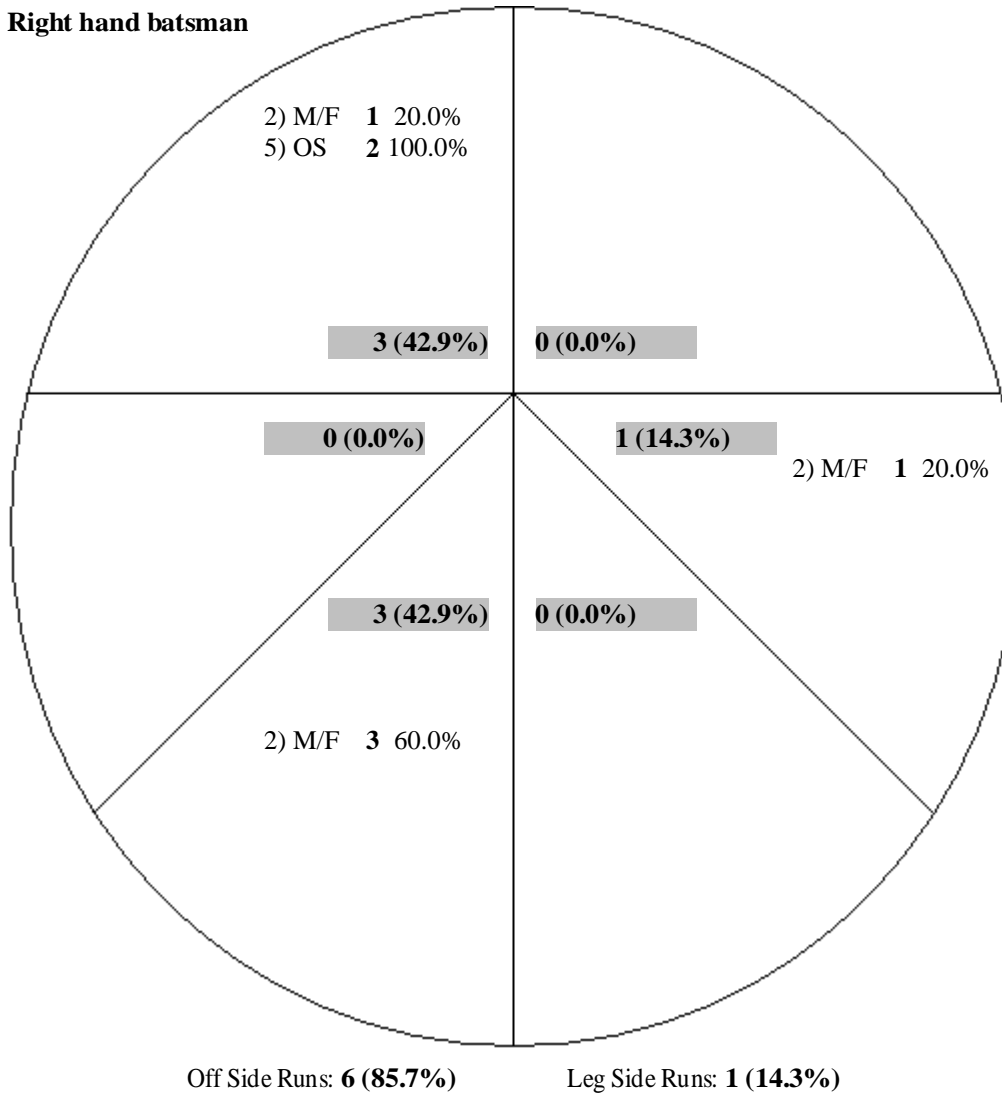 Right hand batsman
2) M/F 1 20.0%
5) OS 2 100.0%
3 (42.9%) 0 (0.0%)
0 (0.0%) 1 (14.3%)
2) M/F 1 20.0%
3 (42.9%) 0 (0.0%)
2) M/F 3 60.0%
Off Side Runs: 6 (85.7%) Leg Side Runs: 1 (14.3%)